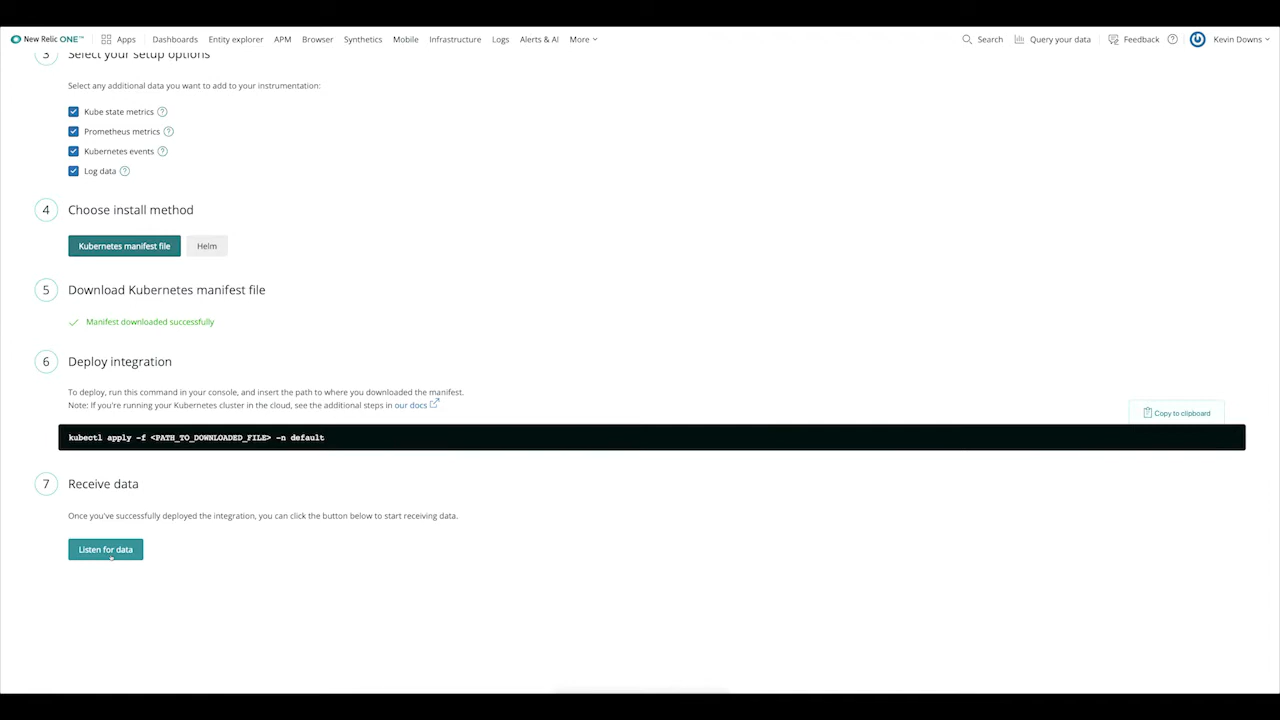 New Relic ONE™ Apps Dashboards Entity explorer APM Browser Synthetics Mobile Infrastructure Logs Alerts & AI More Search Query your data Feedback Kevin Downs
3 Select your setup options
Select any additional data you want to add to your instrumentation:
Kube state metrics
Prometheus metrics
Kubernetes events
Log data
4 Choose install method
Kubernetes manifest file Helm
5 Download Kubernetes manifest file
Manifest downloaded successfully
6 Deploy integration
To deploy, run this command in your console, and insert the path to where you downloaded the manifest.
Note: If you're running your Kubernetes cluster in the cloud, see the additional steps in our docs
Copy to clipboard
kubectl apply -f <PATH_TO_DOWNLOADED_FILE> -n default
7 Receive data
Once you've successfully deployed the integration, you can click the button below to start receiving data.
Listen for data